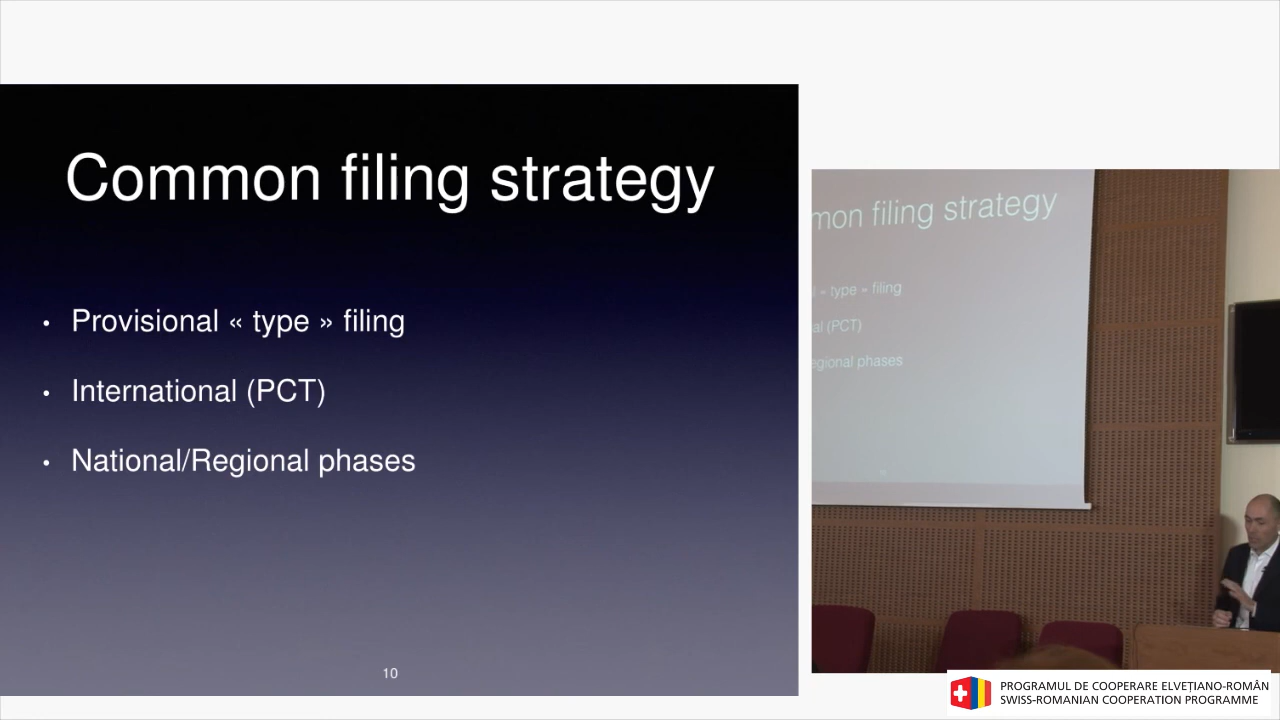 Common filing strategy
• Provisional « type » filing
• International (PCT)
• National/Regional phases
10
mon filing strategy
« type » filing
al (PCT)
egional phases
PROGRAMUL DE COOPERARE ELVEȚIANO-ROMÂN
SWISS-ROMANIAN COOPERATION PROGRAMME